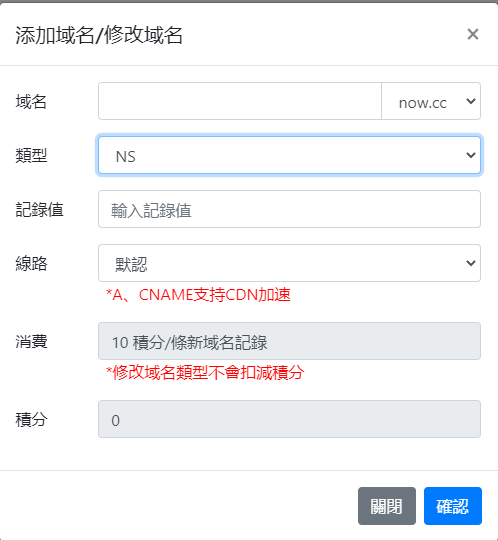 添加域名/修改域名 ×
域名 now.cc
類型 NS
記錄值 輸入記錄值
線路 默認
*A、CNAME支持CDN加速
消費 10 積分/條新域名記錄
*修改域名類型不會扣減積分
積分 0
關閉 確認